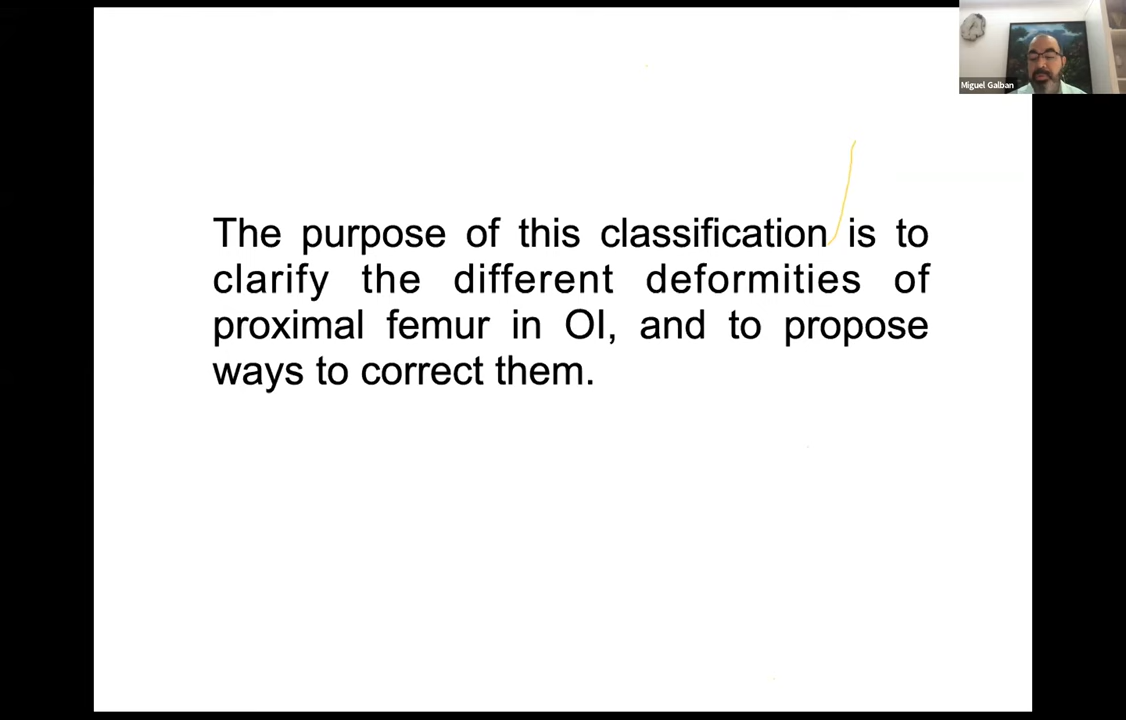 Miguel Galban
The purpose of this classification is to
clarify the different deformities of
proximal femur in OI, and to propose
ways to correct them.